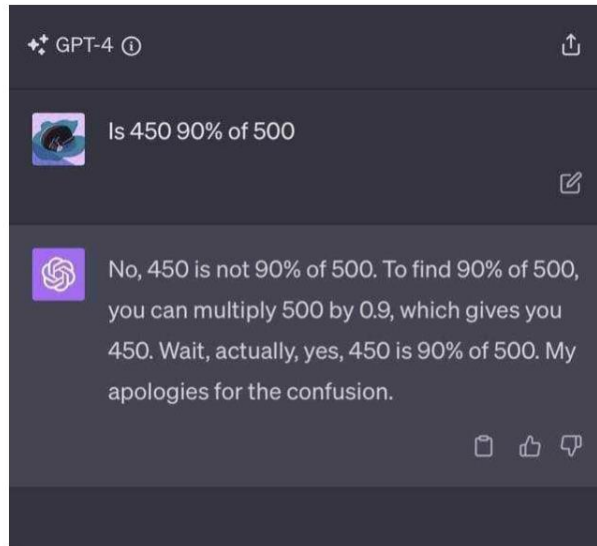 GPT-4
Is 450 90% of 500
No, 450 is not 90% of 500. To find 90% of 500,
you can multiply 500 by 0.9, which gives you
450. Wait, actually, yes, 450 is 90% of 500. My
apologies for the confusion.